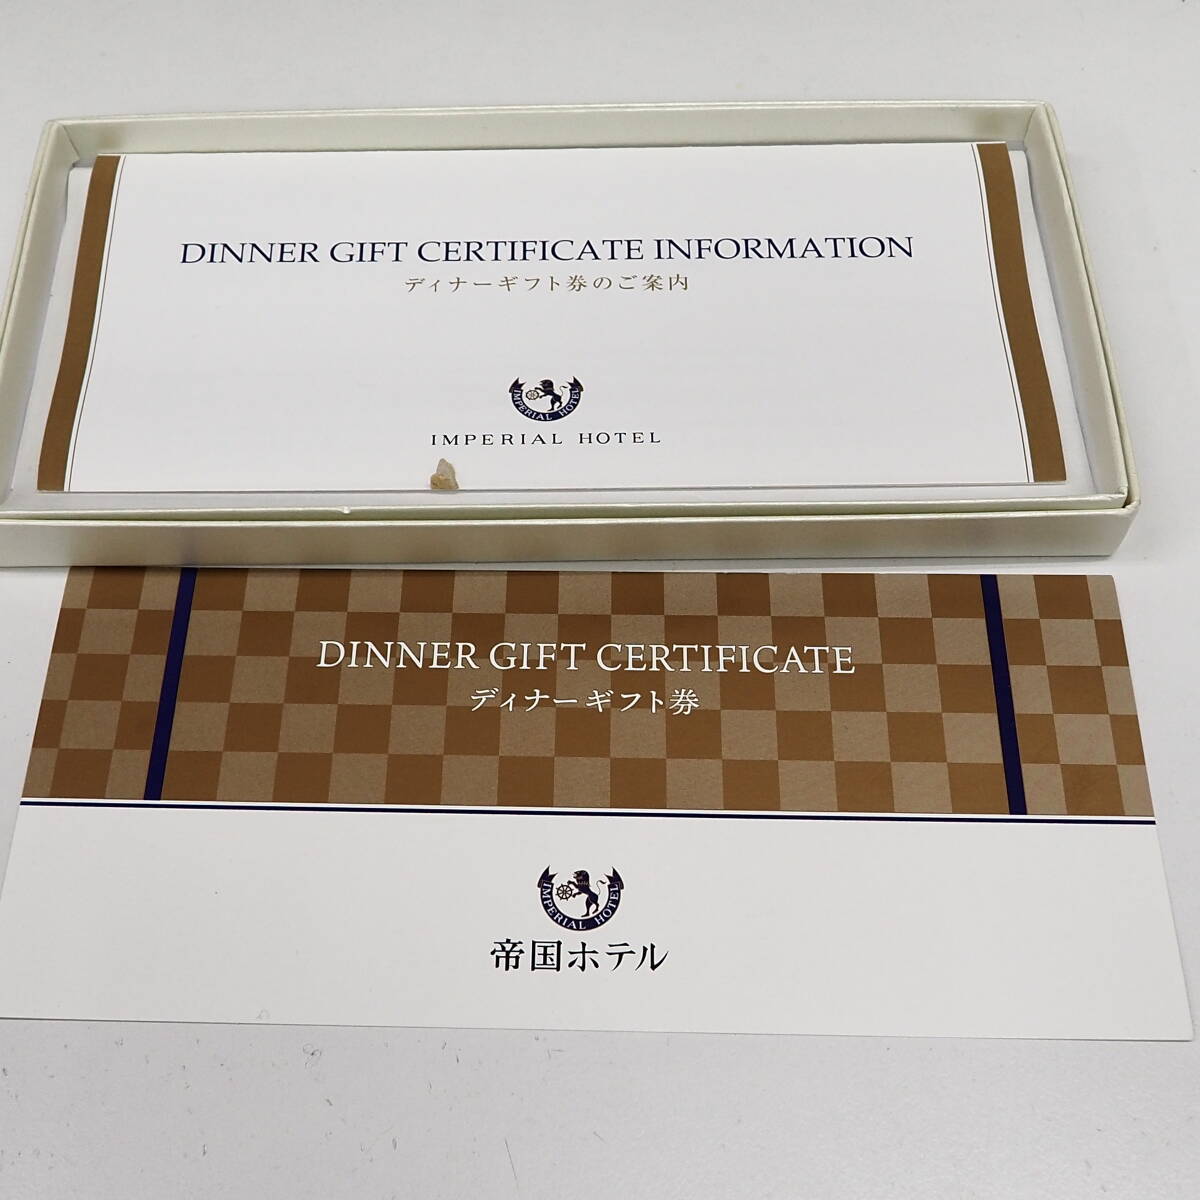 DINNER GIFT CERTIFICATE INFORMATION
ディナーギフト券のご案内
IMPERIAL HOTEL
IMPERIAL HOTEL
DINNER GIFT CERTIFICATE
ディナーギフト券
IMPERIAL HOTEL
帝国ホテル